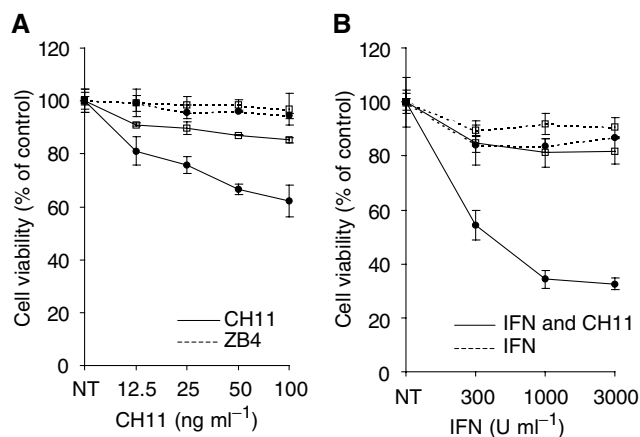 A
Cell viability (% of control)
120
100
80
60
40
20
0
CH11
ZB4
NT 12.5 25 50 100
CH11 (ng ml−1)
B
Cell viability (% of control)
120
100
80
60
40
20
0
IFN and CH11
IFN
NT 300 1000 3000
IFN (U ml−1)